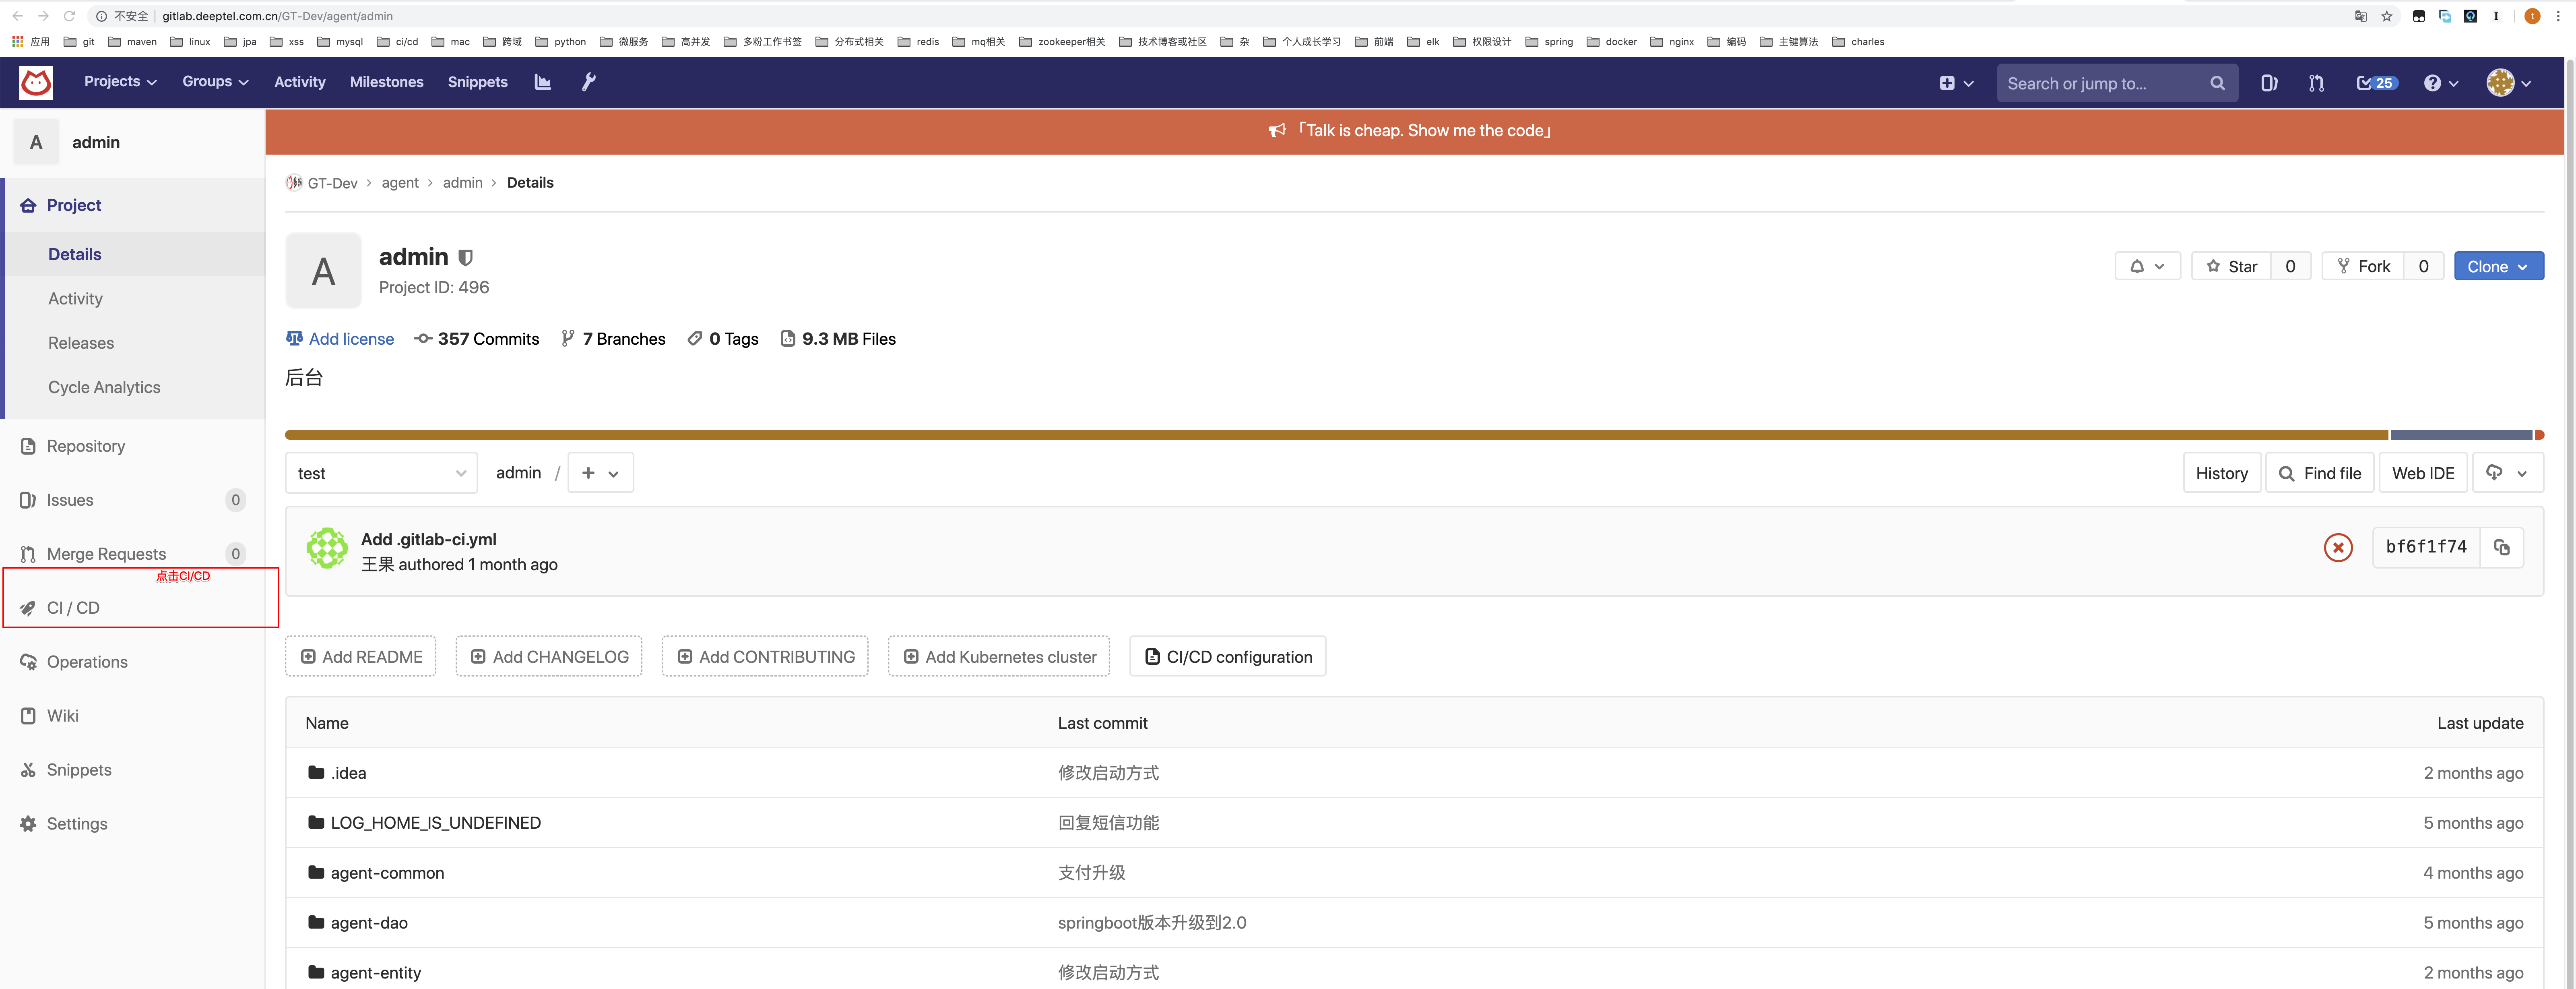 不安全 | gitlab.deeptel.com.cn/GT-Dev/agent/admin
应用 git maven linux jpa xss mysql ci/cd mac 跨域 python 微服务 高并发 多粉工作书签 分布式相关 redis mq相关 zookeeper相关 技术博客或社区 杂 个人成长学习 前端 elk 权限设计 spring docker nginx 编码 主键算法 charles
Projects Groups Activity Milestones Snippets Search or jump to... 25
A admin
「Talk is cheap. Show me the code」
GT-Dev > agent > admin > Details
Project
Details
Activity
Releases
Cycle Analytics
Repository
Issues 0
Merge Requests 0
点击CI/CD
CI / CD
Operations
Wiki
Snippets
Settings
A
admin
Project ID: 496
Star 0 Fork 0 Clone
Add license 357 Commits 7 Branches 0 Tags 9.3 MB Files
后台
test admin / + History Find file Web IDE
Add .gitlab-ci.yml
王果 authored 1 month ago
bf6f1f74
Add README Add CHANGELOG Add CONTRIBUTING Add Kubernetes cluster CI/CD configuration
Name Last commit Last update
.idea 修改启动方式 2 months ago
LOG_HOME_IS_UNDEFINED 回复短信功能 5 months ago
agent-common 支付升级 4 months ago
agent-dao springboot版本升级到2.0 5 months ago
agent-entity 修改启动方式 2 months ago